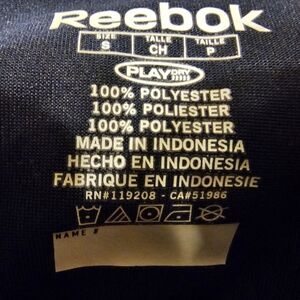 Reebok
SIZE TALLE TAILLE
S CH P
PLAYDRY
100% POLYESTER
100% POLIESTER
100% POLYESTER
MADE IN INDONESIA
HECHO EN INDONESIA
FABRIQUE EN INDONESIE
RN#119208 - CA#51986
NAME #